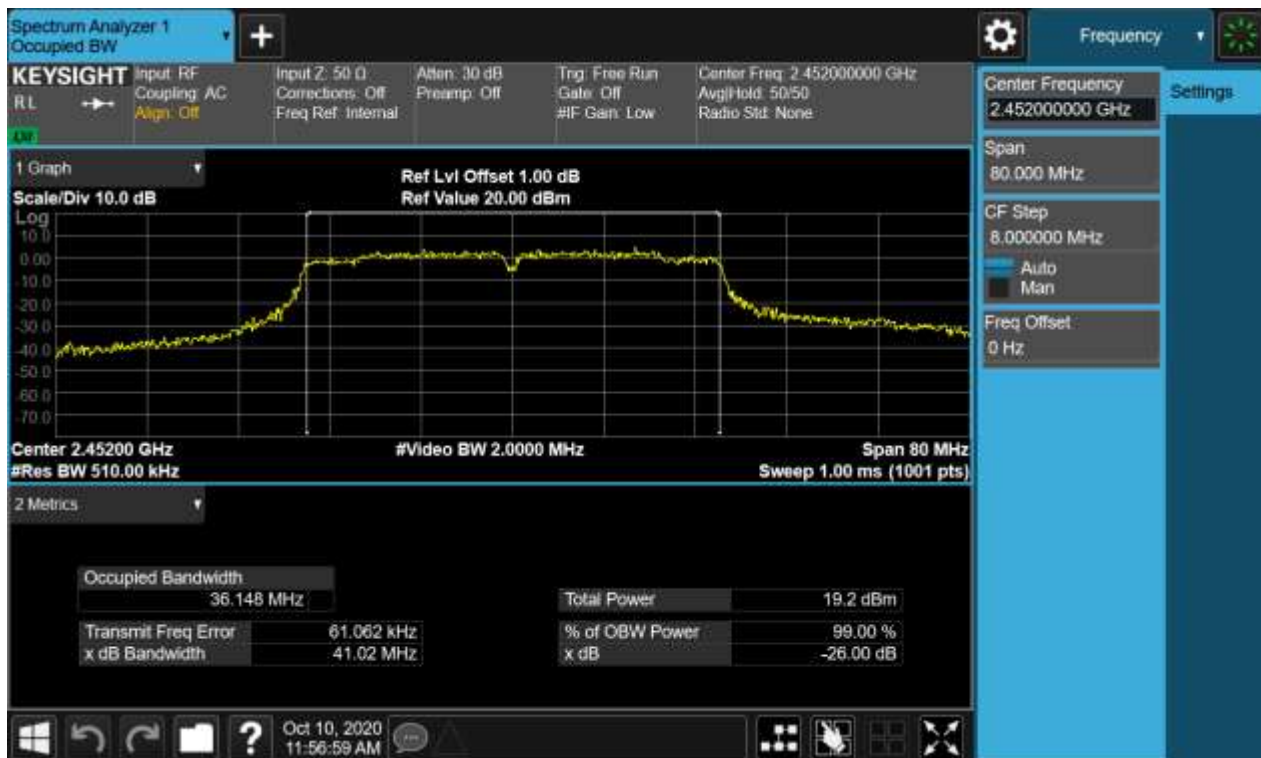 Spectrum Analyzer 1
Occupied BW
+
Frequency
KEYSIGHT
RL
Input: RF
Coupling: AC
Align: Off
Input Z: 50 Ω
Corrections: Off
Freq Ref: Internal
Atten: 30 dB
Preamp: Off
Trig: Free Run
Gate: Off
#IF Gain: Low
Center Freq: 2.452000000 GHz
Avg|Hold: 50/50
Radio Std: None
Center Frequency
2.452000000 GHz
Settings
Span
80.000 MHz
CF Step
8.000000 MHz
Auto
Man
Freq Offset
0 Hz
1 Graph
Scale/Div 10.0 dB
Ref Lvl Offset 1.00 dB
Ref Value 20.00 dBm
Log
10.0
0.00
-10.0
-20.0
-30.0
-40.0
-50.0
-60.0
-70.0
Center 2.45200 GHz
#Video BW 2.0000 MHz
Span 80 MHz
#Res BW 510.00 kHz
Sweep 1.00 ms (1001 pts)
2 Metrics
Occupied Bandwidth
36.148 MHz
Total Power 19.2 dBm
Transmit Freq Error 61.062 kHz
% of OBW Power 99.00 %
x dB Bandwidth 41.02 MHz
x dB -26.00 dB
?
Oct 10, 2020
11:56:59 AM